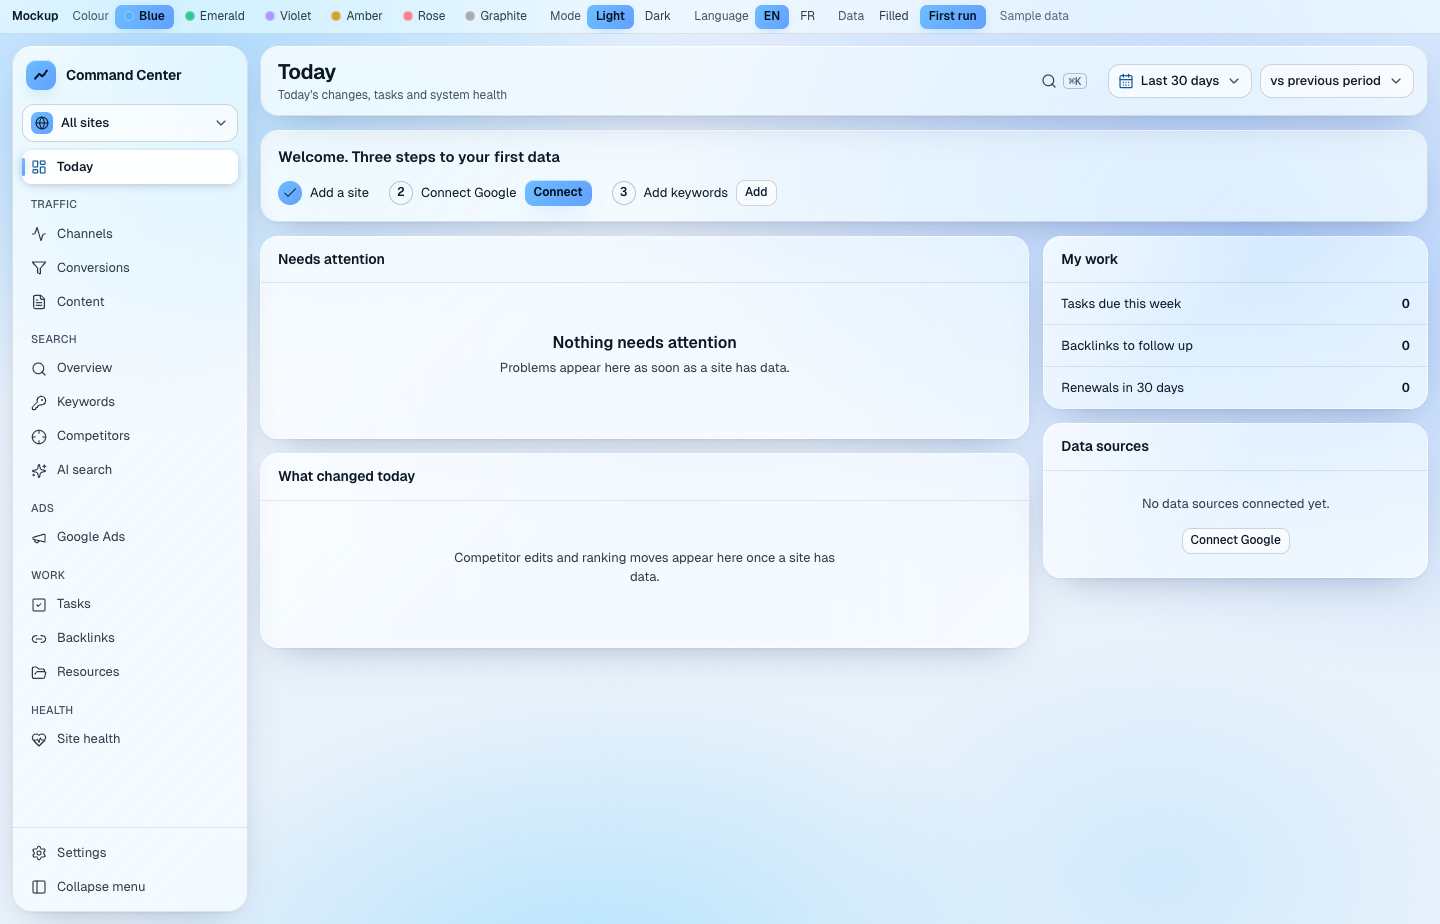 Mockup Colour Blue Emerald Violet Amber Rose Graphite Mode Light Dark Language EN FR Data Filled First run Sample data
Command Center
All sites
Today
TRAFFIC
Channels
Conversions
Content
SEARCH
Overview
Keywords
Competitors
AI search
ADS
Google Ads
WORK
Tasks
Backlinks
Resources
HEALTH
Site health
Settings
Collapse menu
Today
Today's changes, tasks and system health
⌘K
Last 30 days
vs previous period
Welcome. Three steps to your first data
Add a site 2 Connect Google Connect 3 Add keywords Add
Needs attention
Nothing needs attention
Problems appear here as soon as a site has data.
What changed today
Competitor edits and ranking moves appear here once a site has
data.
My work
Tasks due this week 0
Backlinks to follow up 0
Renewals in 30 days 0
Data sources
No data sources connected yet.
Connect Google